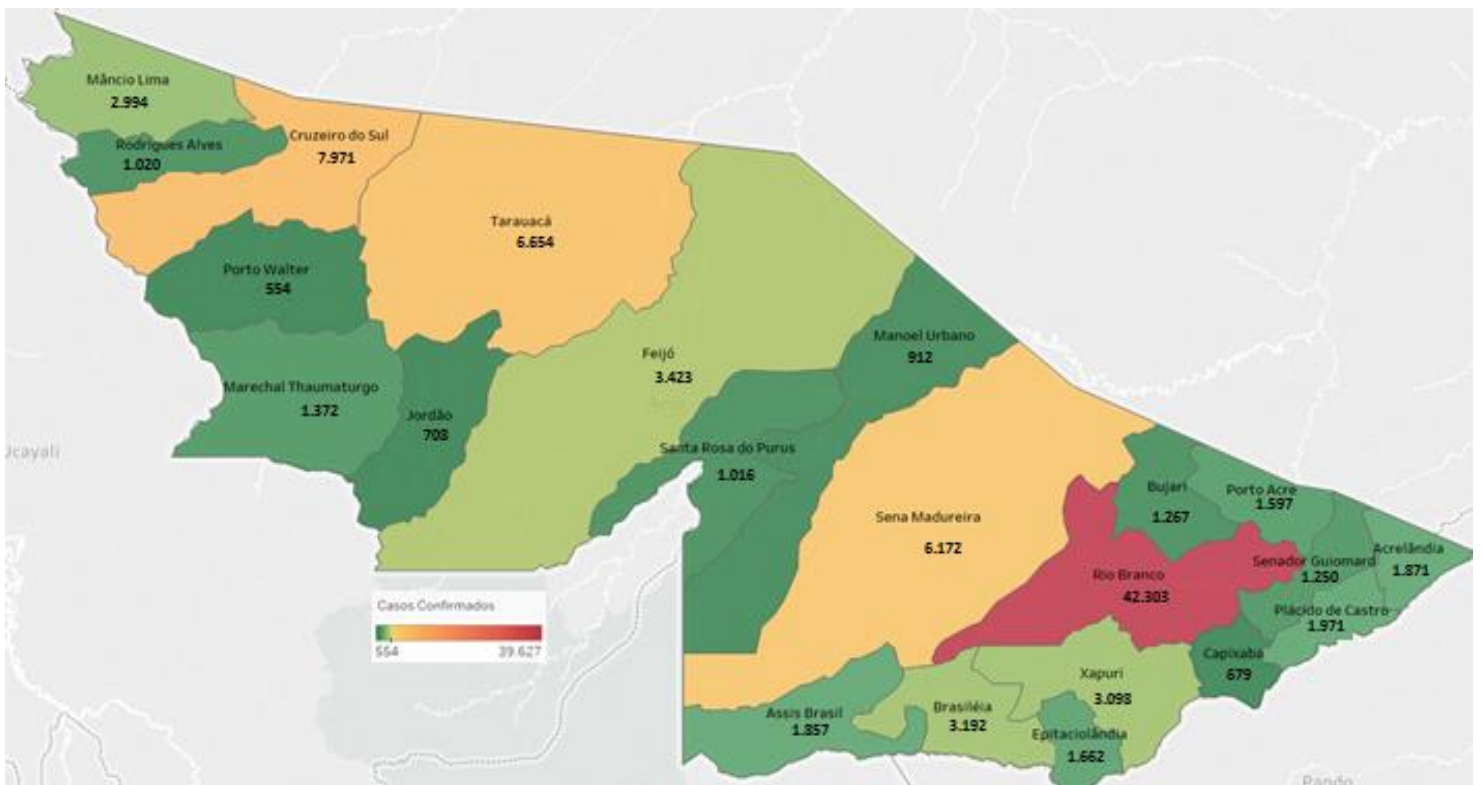 Mâncio Lima
2.994
Rodrigues Alves
1.020
Cruzeiro do Sul
7.971
Tarauacá
6.654
Porto Walter
554
Marechal Thaumaturgo
1.372
Jordão
708
Feijó
3.423
Manoel Urbano
912
Santa Rosa do Purus
1.016
Sena Madureira
6.172
Bujari
1.267
Porto Acre
1.597
Senador Guiomard
1.250
Acrelândia
1.871
Rio Branco
42.303
Plácido de Castro
1.971
Capixaba
679
Xapuri
3.098
Brasiléia
3.192
Assis Brasil
1.857
Epitaciolândia
1.662
Casos Confirmados
554 39.627
Ucayali
Pando